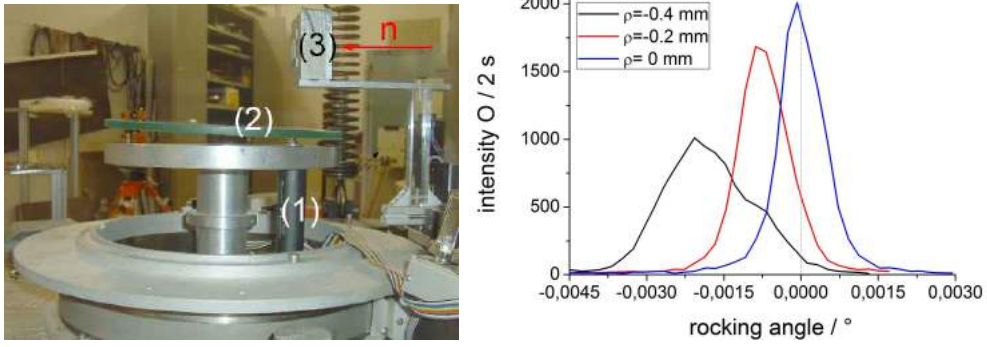 (3)
n
(2)
(1)
intensity O / 2 s
2000
1500
1000
500
0
ρ=-0.4 mm
ρ=-0.2 mm
ρ= 0 mm
-0,0045 -0,0030 -0,0015 0,0000 0,0015 0,0030
rocking angle / °